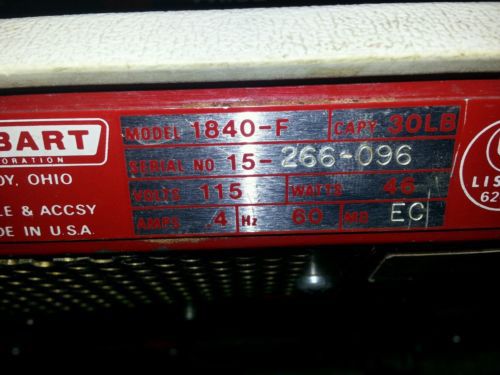 BART
ORATION
OY, OHIO
LE & ACCSY
DE IN U.S.A.
MODEL 1840-F CAPY 30LB
SERIAL NO 15-266-096
VOLTS 115 WATTS 46
AMPS .4 Hz 60 MO EC
LIS
62